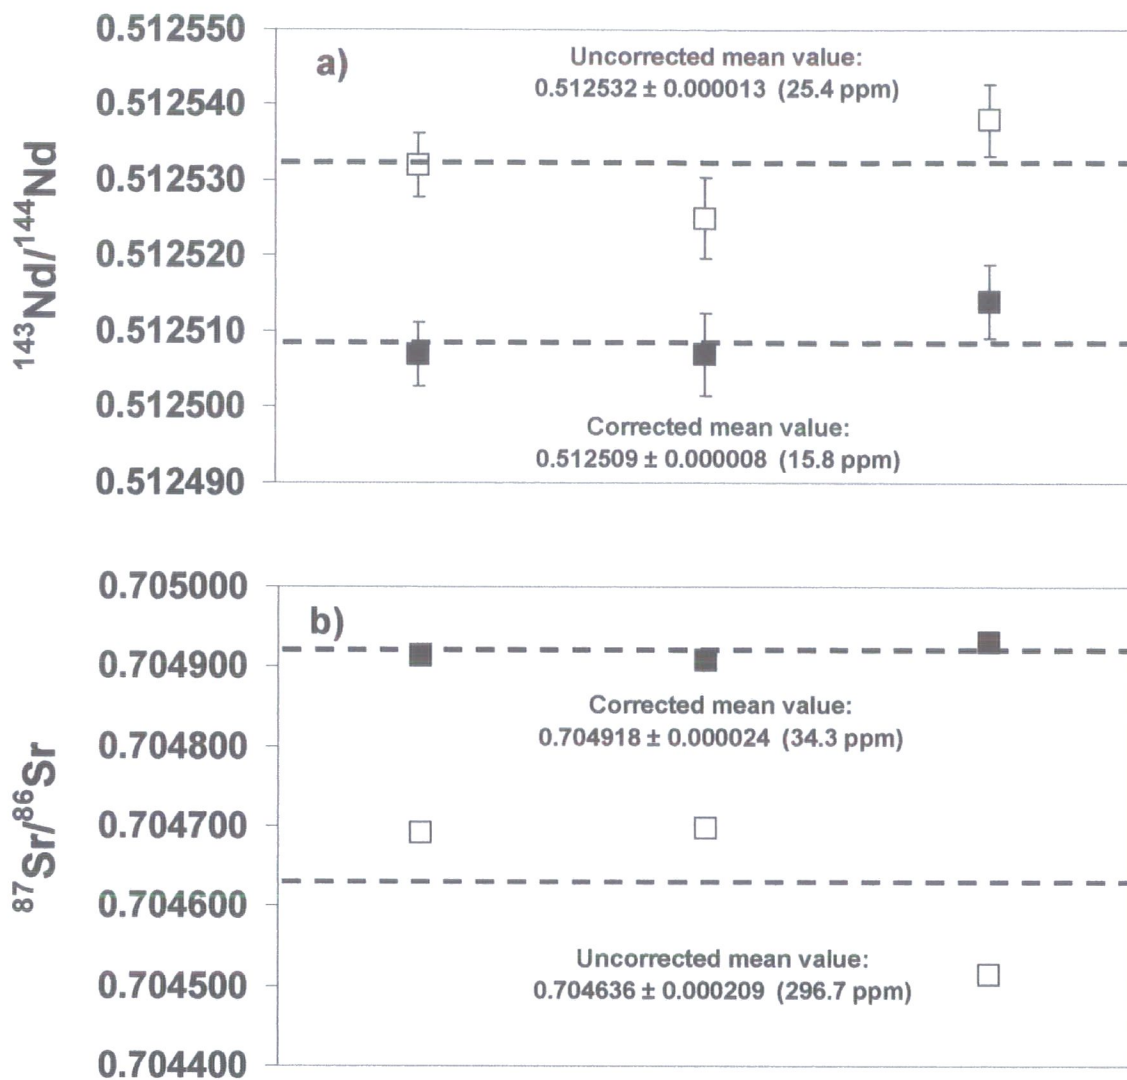 0.512550
a)
Uncorrected mean value:
0.512532 ± 0.000013 (25.4 ppm)
0.512540
0.512530
0.512520
0.512510
0.512500
0.512490
143Nd/144Nd
Corrected mean value:
0.512509 ± 0.000008 (15.8 ppm)
0.705000
b)
0.704900
0.704800
0.704700
0.704600
0.704500
0.704400
87Sr/86Sr
Corrected mean value:
0.704918 ± 0.000024 (34.3 ppm)
Uncorrected mean value:
0.704636 ± 0.000209 (296.7 ppm)